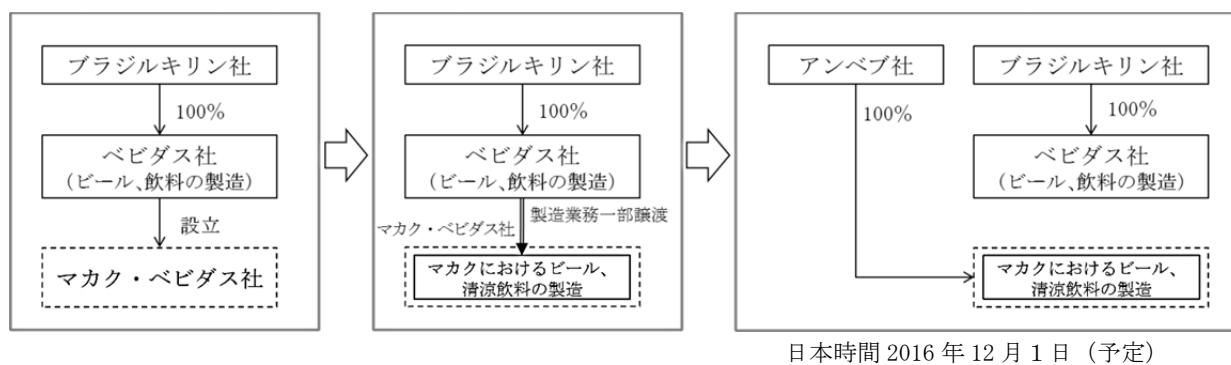 ブラジルキリン社
100%
ベビダス社
(ビール、飲料の製造)
設立
マカク・ベビダス社
ブラジルキリン社
100%
ベビダス社
(ビール、飲料の製造)
製造業務一部譲渡
マカク・ベビダス社
マカクにおけるビール、
清涼飲料の製造
アンベブ社
ブラジルキリン社
100%
100%
ベビダス社
(ビール、飲料の製造)
マカクにおけるビール、
清涼飲料の製造
日本時間 2016 年 12 月 1 日（予定）